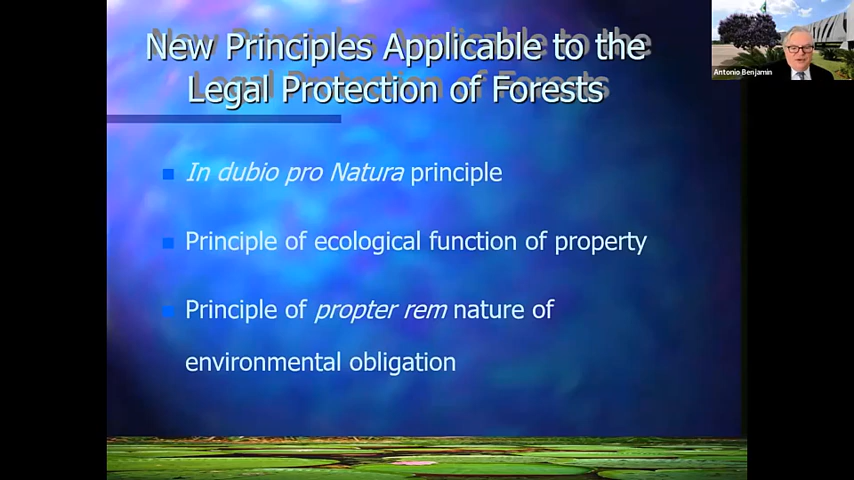 New Principles Applicable to the
Legal Protection of Forests
In dubio pro Natura principle
Principle of ecological function of property
Principle of propter rem nature of
environmental obligation
Antonio Benjamin